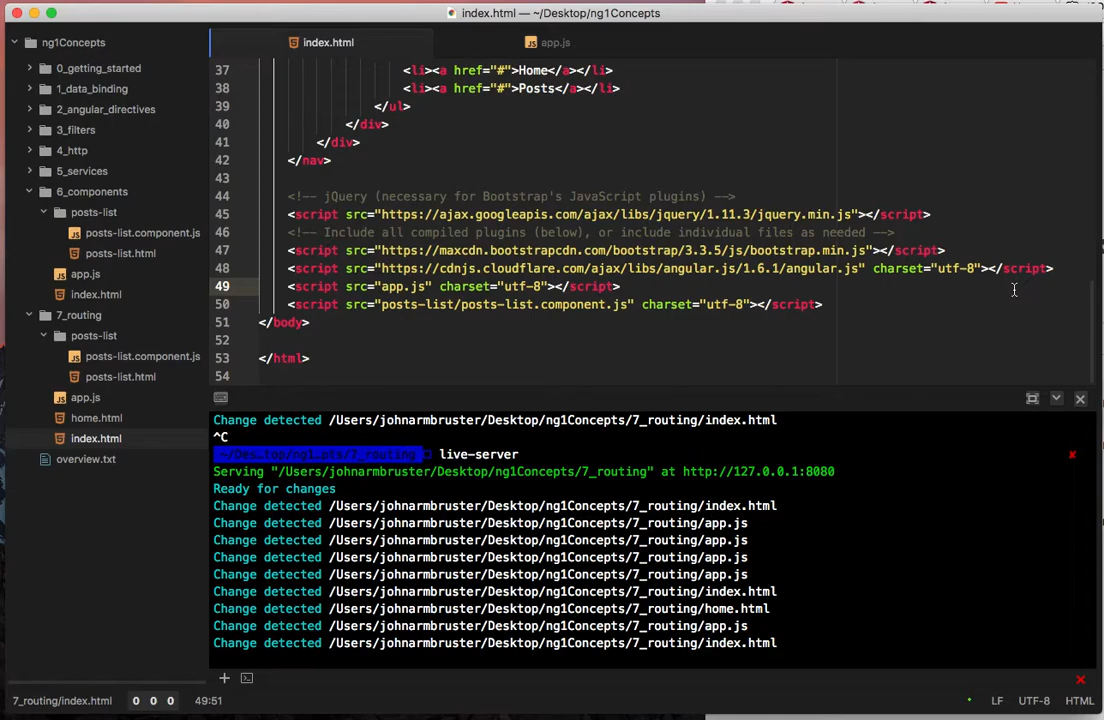 index.html — ~/Desktop/ng1Concepts
ng1Concepts
0_getting_started
1_data_binding
2_angular_directives
3_filters
4_http
5_services
6_components
posts-list
posts-list.component.js
posts-list.html
app.js
index.html
7_routing
posts-list
posts-list.component.js
posts-list.html
app.js
home.html
index.html
overview.txt
index.html
app.js
37 <li><a href="#">Home</a></li>
38 <li><a href="#">Posts</a></li>
39 </ul>
40 </div>
41 </div>
42 </nav>
43
44 <!-- jQuery (necessary for Bootstrap's JavaScript plugins) -->
45 <script src="https://ajax.googleapis.com/ajax/libs/jquery/1.11.3/jquery.min.js"></script>
46 <!-- Include all compiled plugins (below), or include individual files as needed -->
47 <script src="https://maxcdn.bootstrapcdn.com/bootstrap/3.3.5/js/bootstrap.min.js"></script>
48 <script src="https://cdnjs.cloudflare.com/ajax/libs/angular.js/1.6.1/angular.js" charset="utf-8"></script>
49 <script src="app.js" charset="utf-8"></script>
50 <script src="posts-list/posts-list.component.js" charset="utf-8"></script>
51 </body>
52
53 </html>
54
Change detected /Users/johnarmbruster/Desktop/ng1Concepts/7_routing/index.html
^C
~/Des…top/ng1…pts/7_routing live-server
Serving "/Users/johnarmbruster/Desktop/ng1Concepts/7_routing" at http://127.0.0.1:8080
Ready for changes
Change detected /Users/johnarmbruster/Desktop/ng1Concepts/7_routing/index.html
Change detected /Users/johnarmbruster/Desktop/ng1Concepts/7_routing/app.js
Change detected /Users/johnarmbruster/Desktop/ng1Concepts/7_routing/app.js
Change detected /Users/johnarmbruster/Desktop/ng1Concepts/7_routing/app.js
Change detected /Users/johnarmbruster/Desktop/ng1Concepts/7_routing/app.js
Change detected /Users/johnarmbruster/Desktop/ng1Concepts/7_routing/index.html
Change detected /Users/johnarmbruster/Desktop/ng1Concepts/7_routing/home.html
Change detected /Users/johnarmbruster/Desktop/ng1Concepts/7_routing/app.js
Change detected /Users/johnarmbruster/Desktop/ng1Concepts/7_routing/index.html
7_routing/index.html 0 0 0 49:51 LF UTF-8 HTML